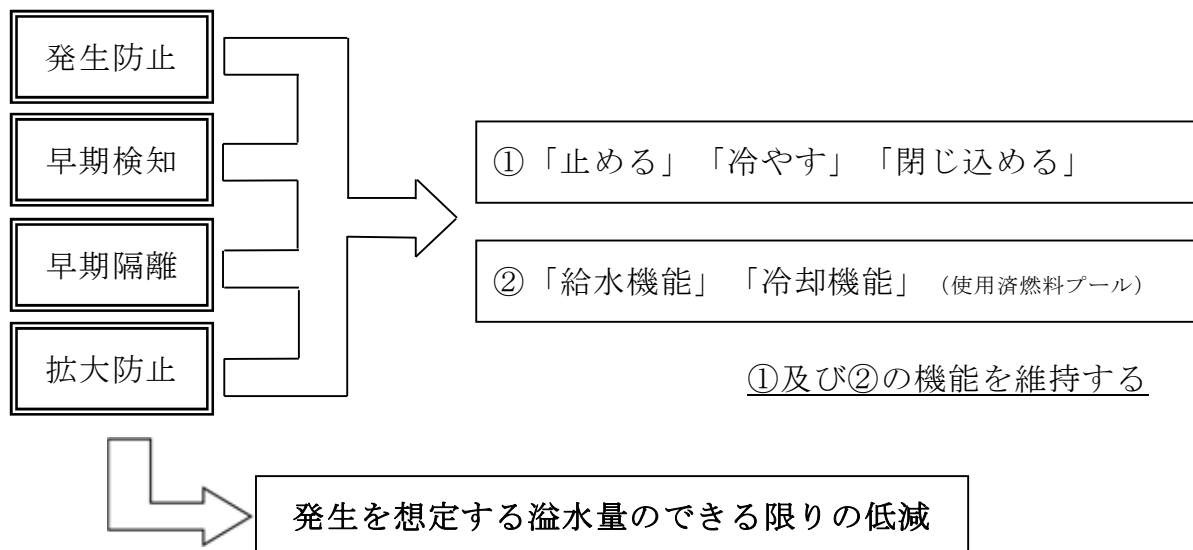 発生防止
早期検知
早期隔離
拡大防止
①「止める」「冷やす」「閉じ込める」
②「給水機能」「冷却機能」(使用済燃料プール)
①及び②の機能を維持する
発生を想定する溢水量のできる限りの低減